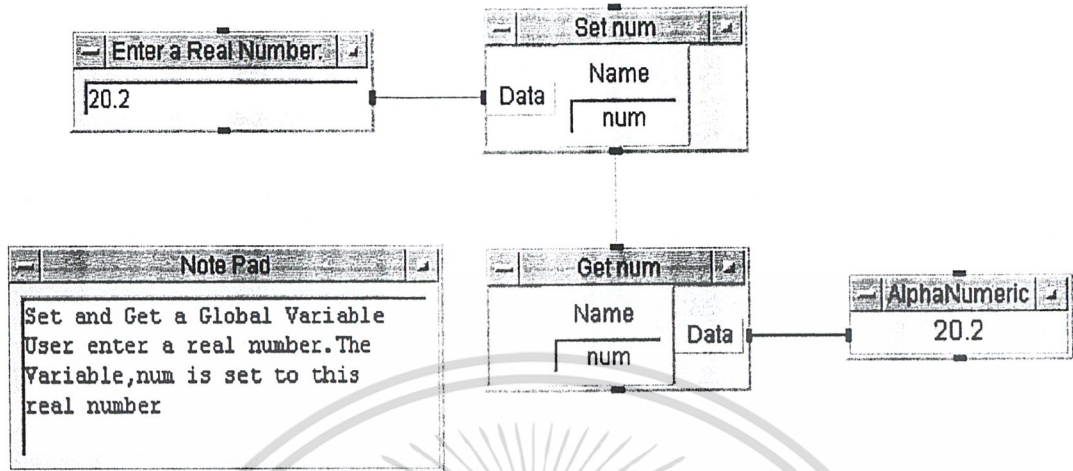 Enter a Real Number:
20.2
Set num
Data
Name
num
Note Pad
Set and Get a Global Variable
User enter a real number.The
Variable,num is set to this
real number
Get num
Name
num
Data
AlphaNumeric
20.2